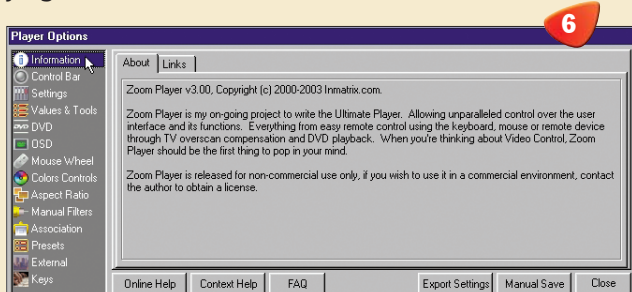 6
Player Options
Information
Control Bar
Settings
Values & Tools
DVD
OSD
Mouse Wheel
Colors Controls
Aspect Ratio
Manual Filters
Association
Presets
External
Keys
About
Links
Zoom Player v3.00, Copyright (c) 2000-2003 Inmatrix.com.
Zoom Player is my on-going project to write the Ultimate Player. Allowing unparalleled control over the user
interface and its functions. Everything from easy remote control using the keyboard, mouse or remote device
through TV overscan compensation and DVD playback. When you're thinking about Video Control, Zoom
Player should be the first thing to pop in your mind.
Zoom Player is released for non-commercial use only, if you wish to use it in a commercial environment, contact
the author to obtain a license.
Online Help
Context Help
FAQ
Export Settings
Manual Save
Close